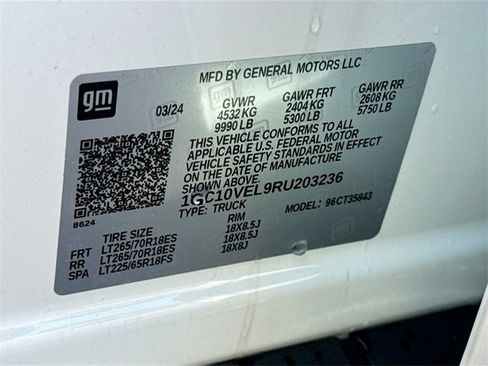 MFD BY GENERAL MOTORS LLC
gm
03/24 GVWR GAWR FRT GAWR RR
4532 KG 2404 KG 2608 KG
9990 LB 5300 LB 5750 LB
THIS VEHICLE CONFORMS TO ALL
APPLICABLE U.S. FEDERAL MOTOR
VEHICLE SAFETY STANDARDS IN EFFECT
ON THE DATE OF MANUFACTURE
SHOWN ABOVE.
1GC10VEL9RU203236
TYPE: TRUCK MODEL: 96CT35843
8624
TIRE SIZE RIM
FRT LT265/70R18ES 18X8.5J
RR LT265/70R18ES 18X8.5J
SPA LT225/65R18FS 18X8J